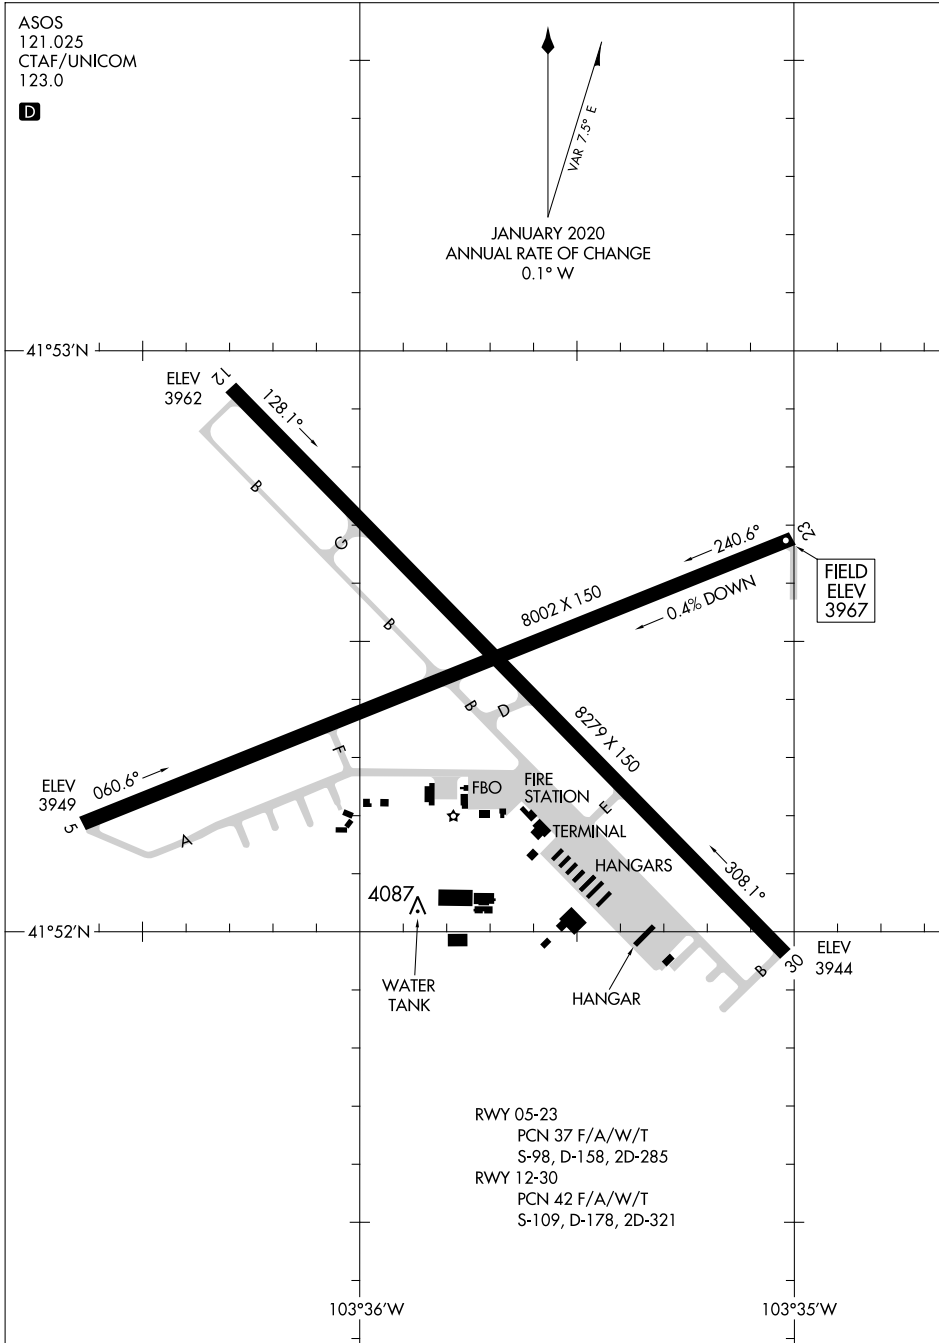 ASOS
121.025
CTAF/UNICOM
123.0
D
VAR 7.5° E
JANUARY 2020
ANNUAL RATE OF CHANGE
0.1° W
41°53'N
ELEV
3962
12
128.1°
B
G
B
8002 X 150
240.6°
0.4% DOWN
23
FIELD
ELEV
3967
B
D
8279 X 150
F
ELEV
3949
060.6°
5
A
FBO
FIRE
STATION
E
TERMINAL
HANGARS
308.1°
4087
41°52'N
WATER
TANK
HANGAR
B
30
ELEV
3944
RWY 05-23
PCN 37 F/A/W/T
S-98, D-158, 2D-285
RWY 12-30
PCN 42 F/A/W/T
S-109, D-178, 2D-321
103°36'W
103°35'W